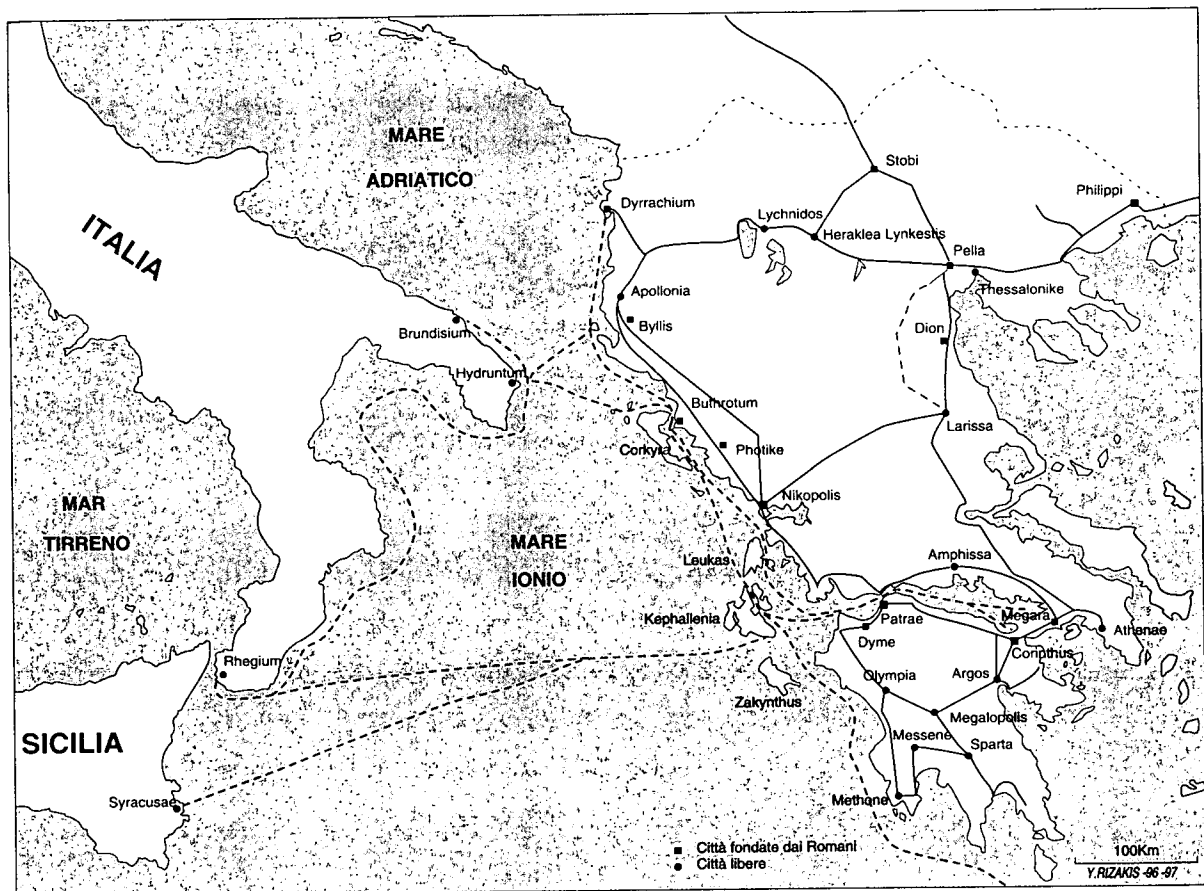 MARE
ADRIATICO
ITALIA
Stobi
Philippi
Dyrrachium
Lychnidos
Heraklea Lynkestis
Pella
Thessalonike
Apollonia
Byllis
Dion
Brundisium
Hydruntum
Buthrotum
Larissa
Corkyra
Photike
Nikopolis
MAR
TIRRENO
MARE
IONIO
Leukas
Amphissa
Kephallenia
Patrae
Megara
Athenae
Dyme
Corinthus
Rhegium
Olympia
Argos
Zakynthus
Megalopolis
SICILIA
Messene
Sparta
Syracusae
Methone
Città fondate dai Romani
Città libere
100Km
Y.RIZAKIS -96 -97